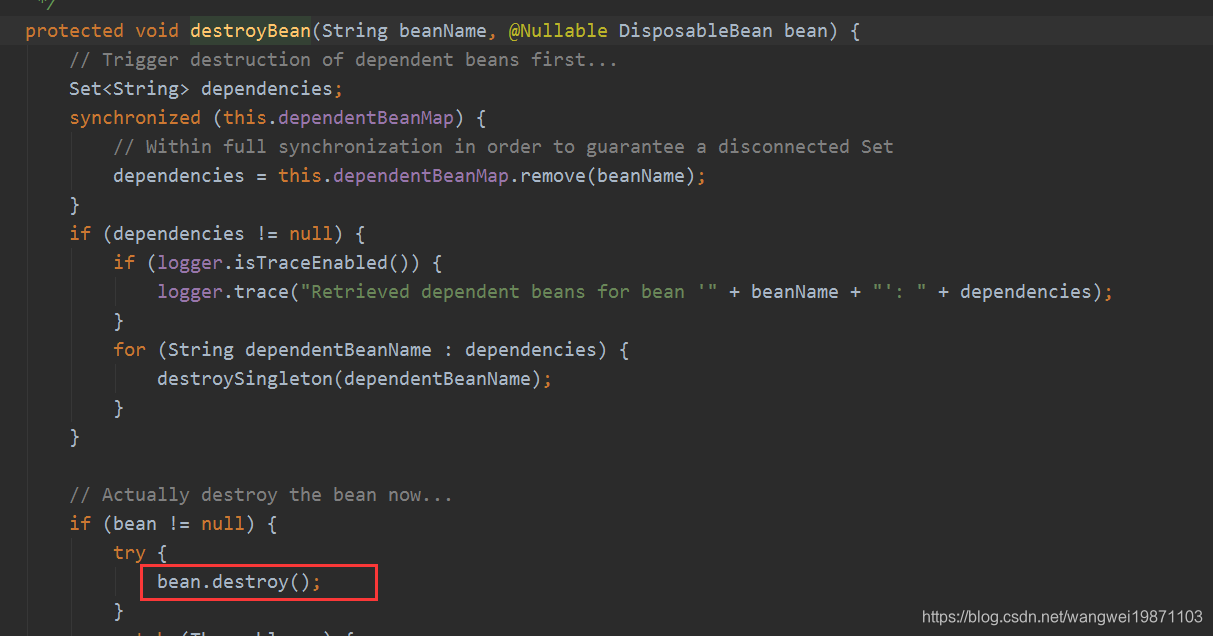 */
protected void destroyBean(String beanName, @Nullable DisposableBean bean) {
// Trigger destruction of dependent beans first...
Set<String> dependencies;
synchronized (this.dependentBeanMap) {
// Within full synchronization in order to guarantee a disconnected Set
dependencies = this.dependentBeanMap.remove(beanName);
}
if (dependencies != null) {
if (logger.isTraceEnabled()) {
logger.trace("Retrieved dependent beans for bean '" + beanName + "': " + dependencies);
}
for (String dependentBeanName : dependencies) {
destroySingleton(dependentBeanName);
}
}
// Actually destroy the bean now...
if (bean != null) {
try {
bean.destroy();
}
https://blog.csdn.net/wangwei19871103